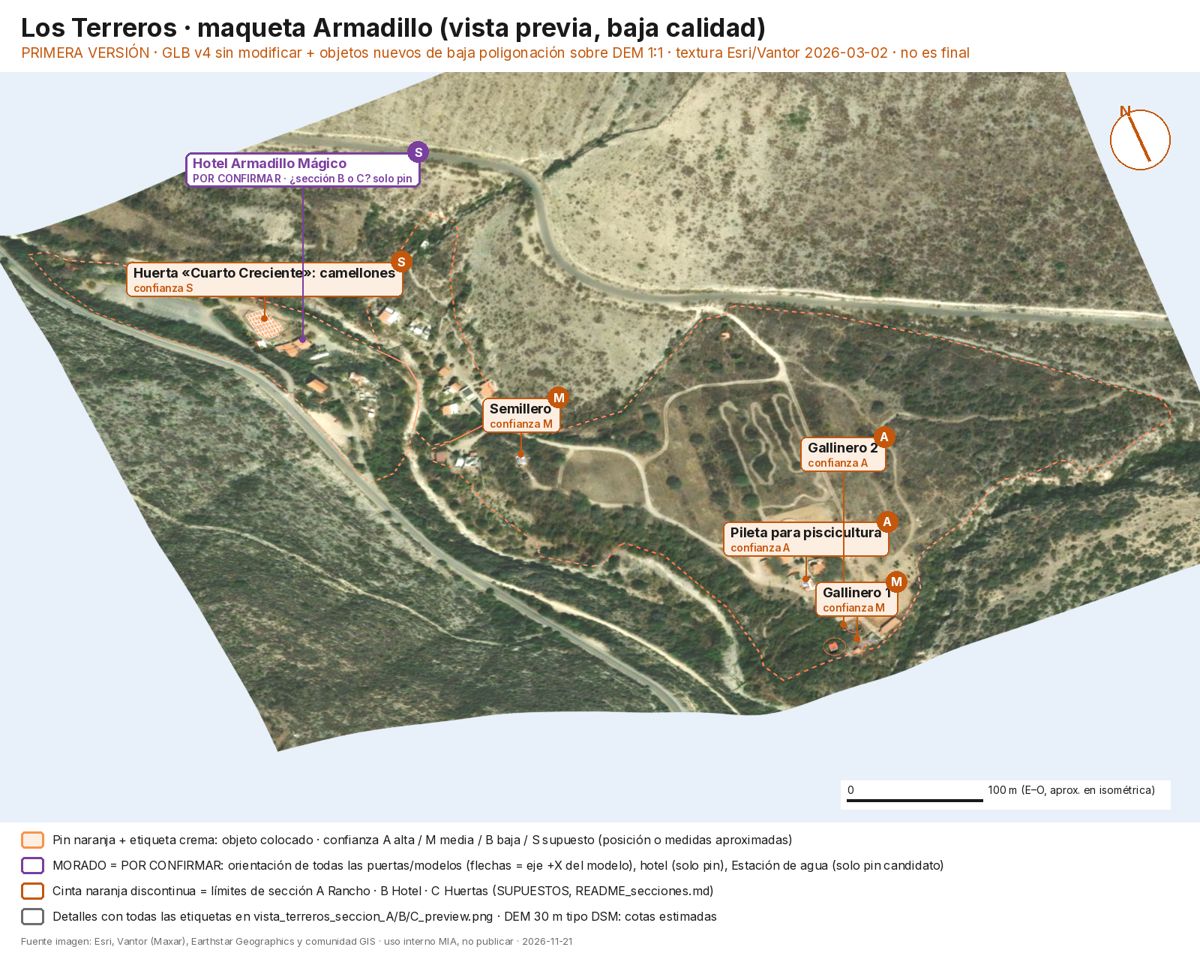 Los Terreros · maqueta Armadillo (vista previa, baja calidad)
PRIMERA VERSIÓN · GLB v4 sin modificar + objetos nuevos de baja poligonación sobre DEM 1:1 · textura Esri/Vantor 2026-03-02 · no es final
N
S
Hotel Armadillo Mágico
POR CONFIRMAR · ¿sección B o C? solo pin
S
Huerta «Cuarto Creciente»: camellones
confianza S
M
Semillero
confianza M
A
Gallinero 2
confianza A
A
Pileta para piscicultura
confianza A
M
Gallinero 1
confianza M
0
100 m (E–O, aprox. en isométrica)
Pin naranja + etiqueta crema: objeto colocado · confianza A alta / M media / B baja / S supuesto (posición o medidas aproximadas)
MORADO = POR CONFIRMAR: orientación de todas las puertas/modelos (flechas = eje +X del modelo), hotel (solo pin), Estación de agua (solo pin candidato)
Cinta naranja discontinua = límites de sección A Rancho · B Hotel · C Huertas (SUPUESTOS, README_secciones.md)
Detalles con todas las etiquetas en vista_terreros_seccion_A/B/C_preview.png · DEM 30 m tipo DSM: cotas estimadas
Fuente imagen: Esri, Vantor (Maxar), Earthstar Geographics y comunidad GIS · uso interno MIA, no publicar · 2026-11-21